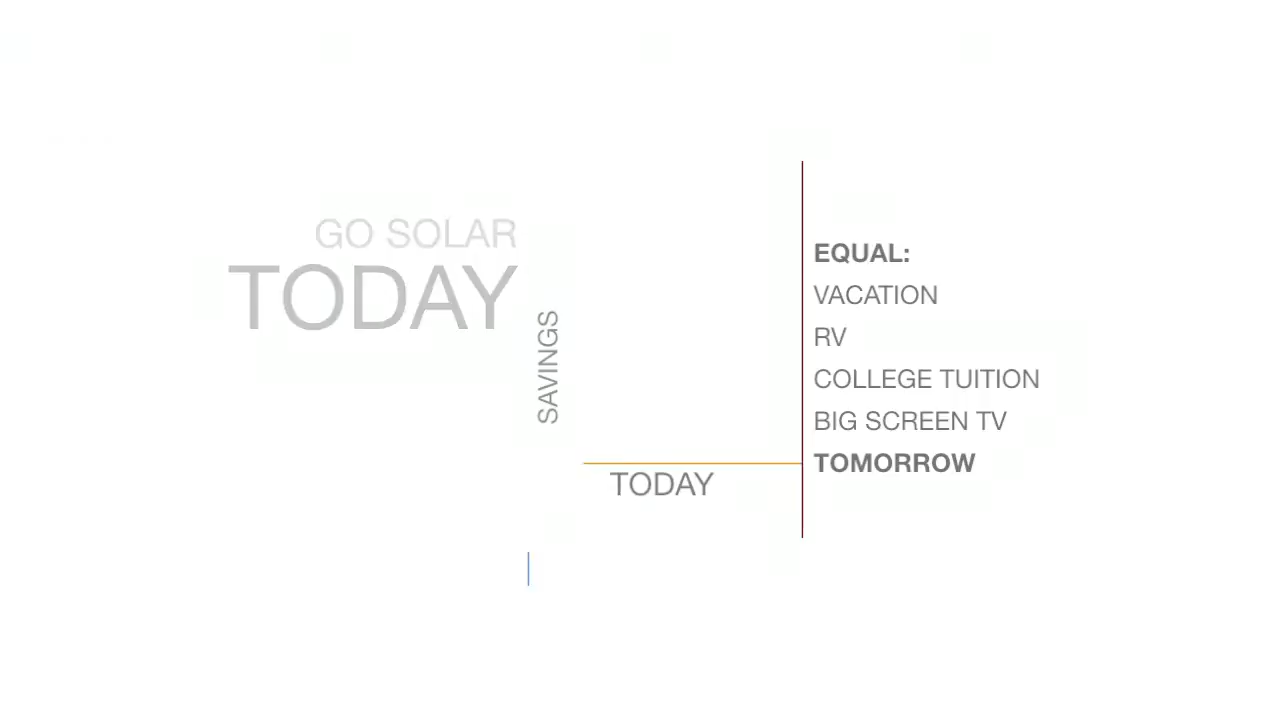 GO SOLAR
TODAY
SAVINGS
TODAY
EQUAL:
VACATION
RV
COLLEGE TUITION
BIG SCREEN TV
TOMORROW